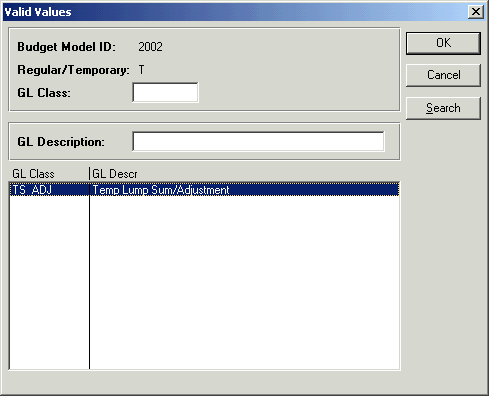 Valid Values
Budget Model ID: 2002
Regular/Temporary: T
GL Class:
GL Description:
OK
Cancel
Search
GL Class GL Descr
TS_ADJ Temp Lump Sum/Adjustment